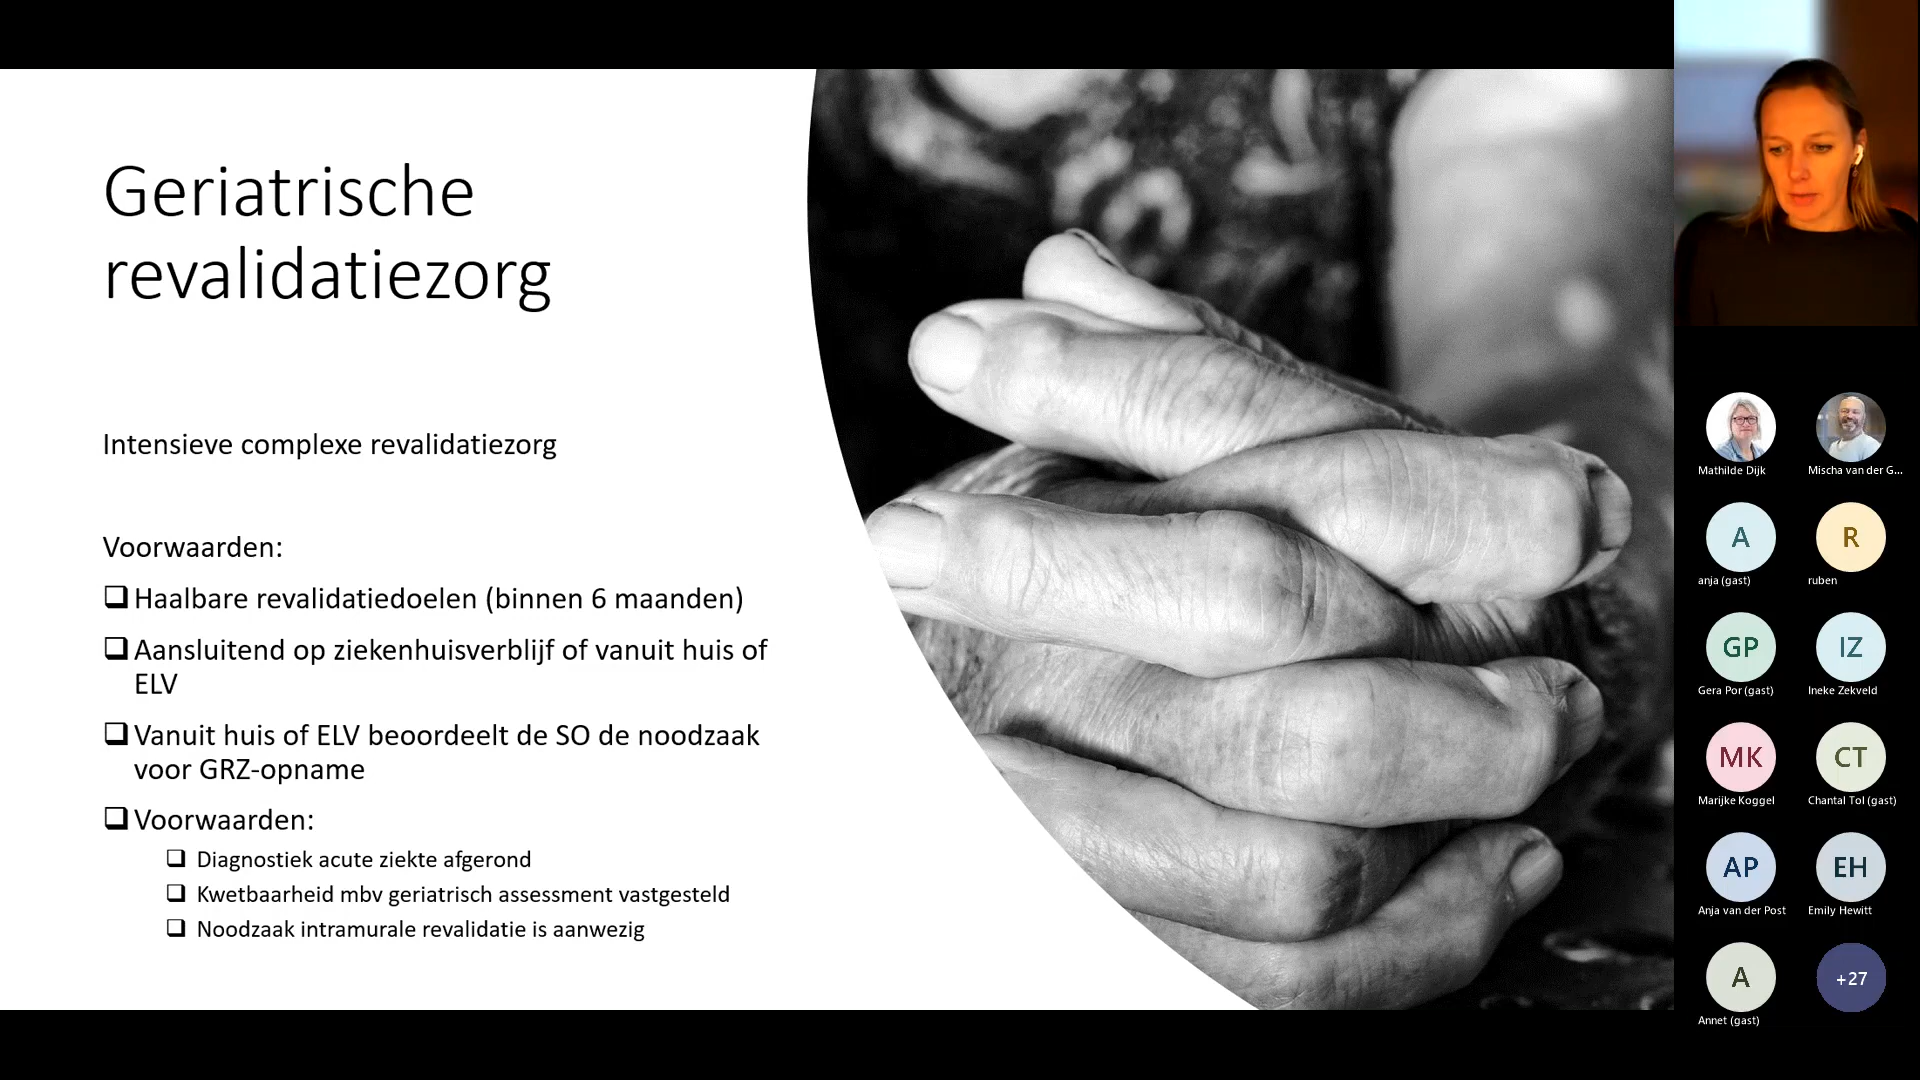 Geriatrische
revalidatiezorg
Intensieve complexe revalidatiezorg
Voorwaarden:
Haalbare revalidatiedoelen (binnen 6 maanden)
Aansluitend op ziekenhuisverblijf of vanuit huis of
ELV
Vanuit huis of ELV beoordeelt de SO de noodzaak
voor GRZ-opname
Voorwaarden:
Diagnostiek acute ziekte afgerond
Kwetbaarheid mbv geriatrisch assessment vastgesteld
Noodzaak intramurale revalidatie is aanwezig
Mathilde Dijk
Mischa van der G...
A
R
anja (gast)
ruben
GP
IZ
Gera Por (gast)
Ineke Zekveld
MK
CT
Marijke Koggel
Chantal Tol (gast)
AP
EH
Anja van der Post
Emily Hewitt
A
+27
Annet (gast)